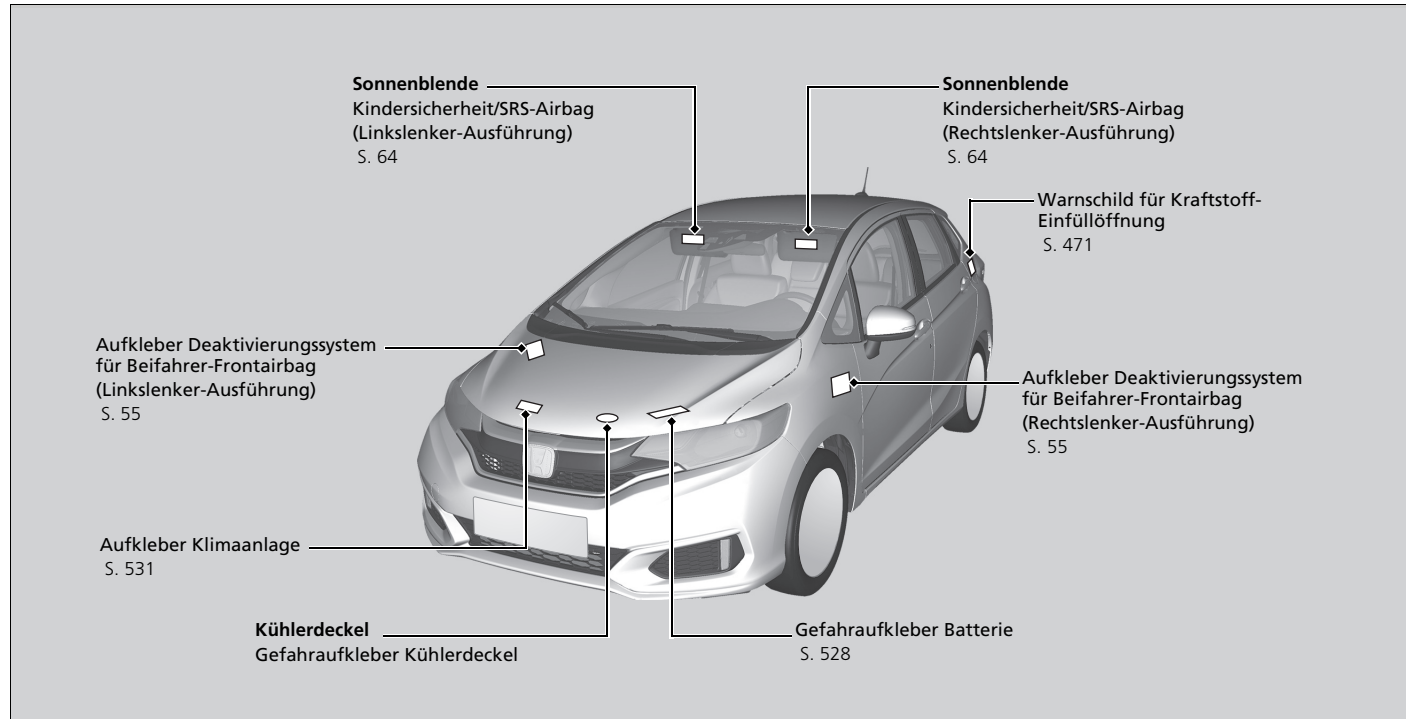 Sonnenblende
Kindersicherheit/SRS-Airbag
(Linkslenker-Ausführung)
S. 64
Sonnenblende
Kindersicherheit/SRS-Airbag
(Rechtslenker-Ausführung)
S. 64
Warnschild für Kraftstoff-
Einfüllöffnung
S. 471
Aufkleber Deaktivierungssystem
für Beifahrer-Frontairbag
(Linkslenker-Ausführung)
S. 55
Aufkleber Deaktivierungssystem
für Beifahrer-Frontairbag
(Rechtslenker-Ausführung)
S. 55
Aufkleber Klimaanlage
S. 531
Kühlerdeckel
Gefahraufkleber Kühlerdeckel
Gefahraufkleber Batterie
S. 528